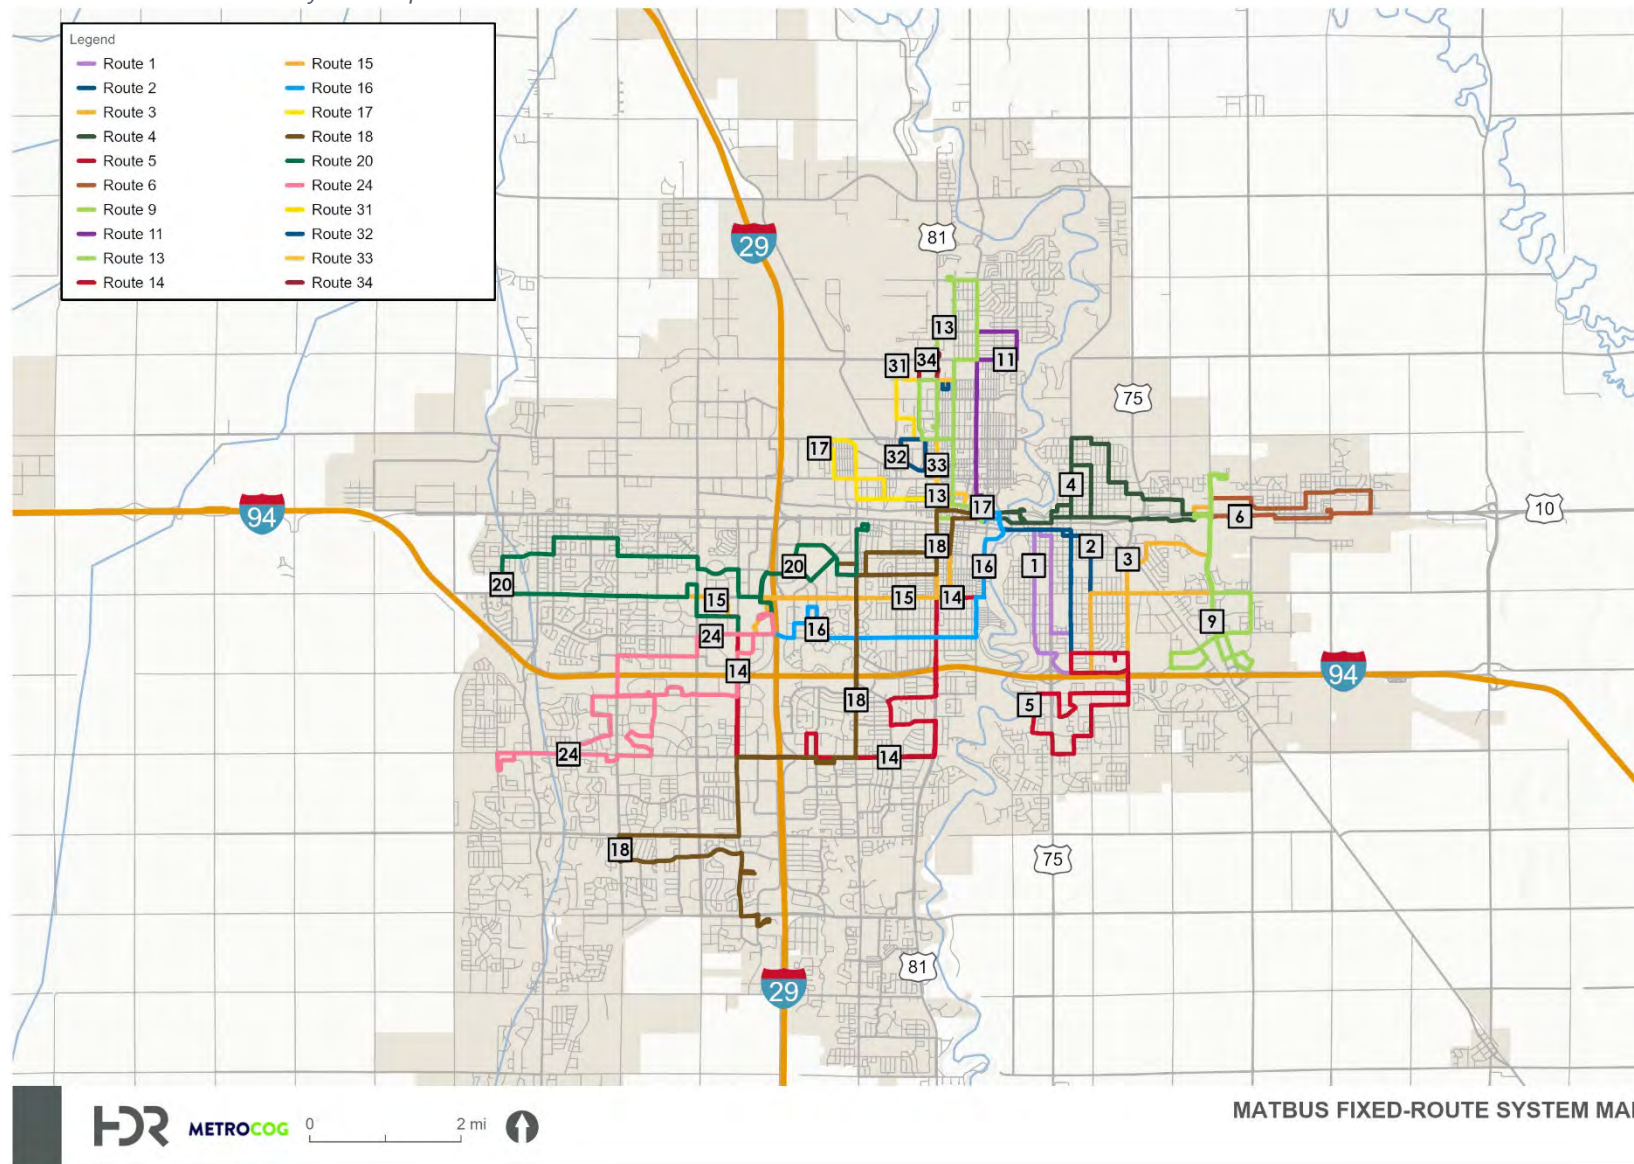 Legend
Route 1
Route 2
Route 3
Route 4
Route 5
Route 6
Route 9
Route 11
Route 13
Route 14
Route 15
Route 16
Route 17
Route 18
Route 20
Route 24
Route 31
Route 32
Route 33
Route 34
29
81
13
31
34
11
75
17
32
33
4
13
17
94
6
10
18
2
20
1
3
16
20
15
15
14
9
24
16
14
94
18
5
24
14
18
75
81
29
HDR
METROCOG
0 2 mi
MATBUS FIXED-ROUTE SYSTEM MA